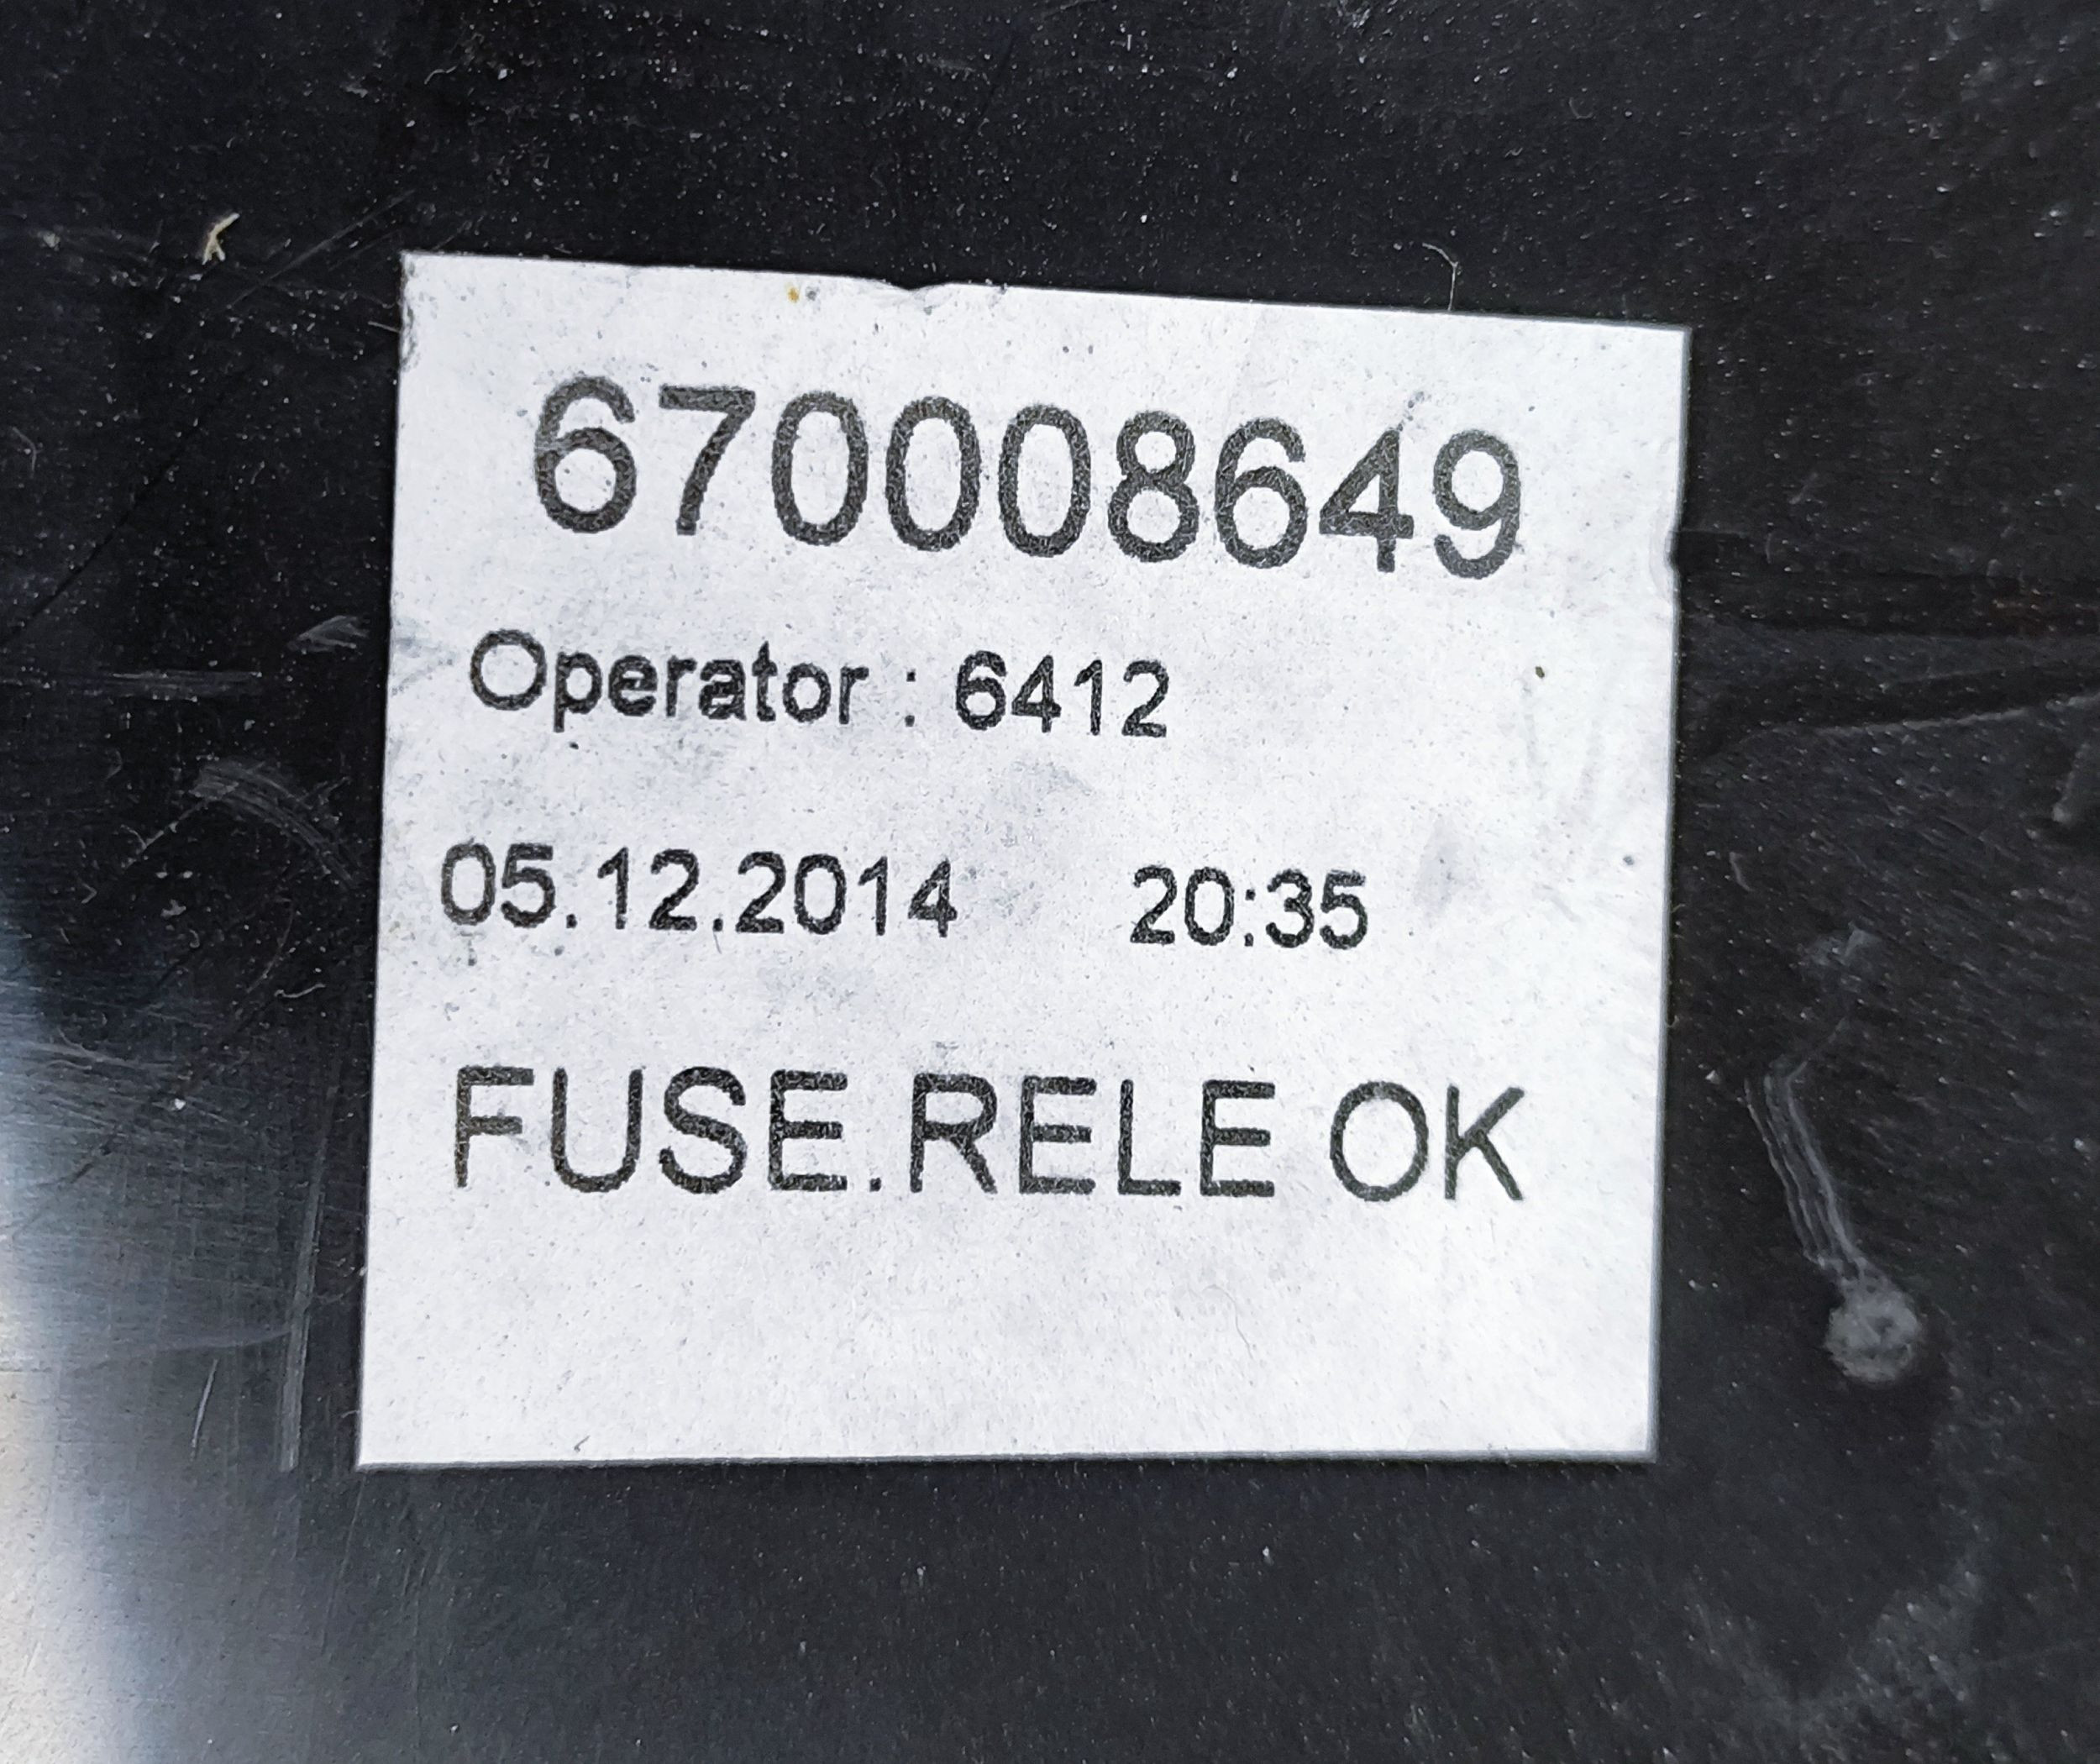 670008649
Operator : 6412
05.12.2014 20:35
FUSE.RELE OK